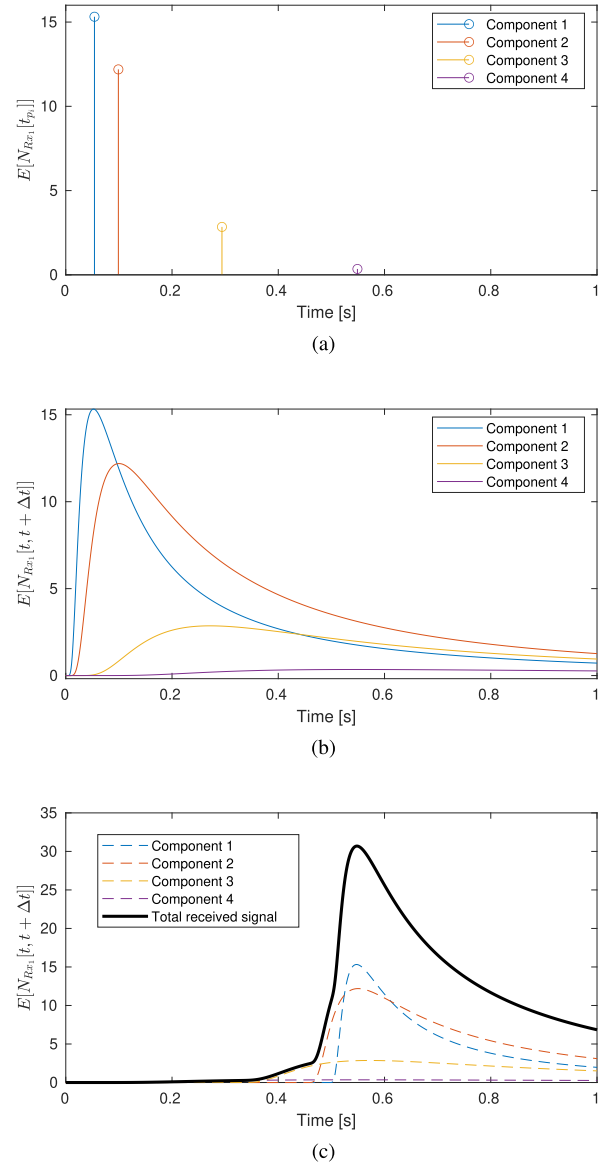 15
10
5
0
E[N_{Rx_1}[t_{p_i}]]
Component 1
Component 2
Component 3
Component 4
0 0.2 0.4 0.6 0.8 1
Time [s]
(a)
15
10
5
0
E[N_{Rx_1}[t, t + Δt]]
Component 1
Component 2
Component 3
Component 4
0 0.2 0.4 0.6 0.8 1
Time [s]
(b)
35
30
25
20
15
10
5
0
E[N_{Rx_1}[t, t + Δt]]
Component 1
Component 2
Component 3
Component 4
Total received signal
0 0.2 0.4 0.6 0.8 1
Time [s]
(c)